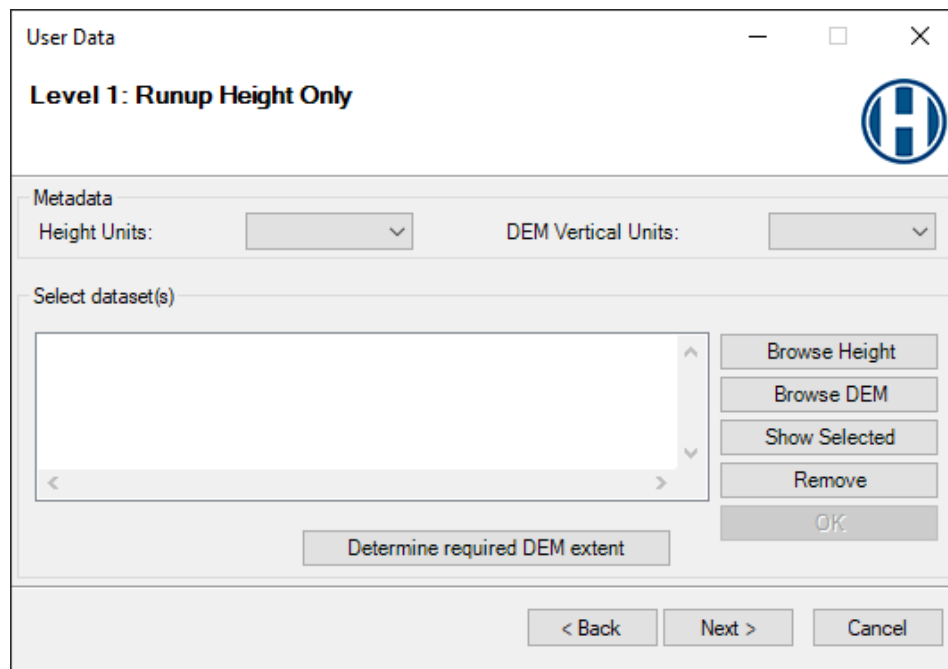 User Data
Level 1: Runup Height Only
Metadata
Height Units:
DEM Vertical Units:
Select dataset(s)
Browse Height
Browse DEM
Show Selected
Remove
OK
Determine required DEM extent
< Back
Next >
Cancel